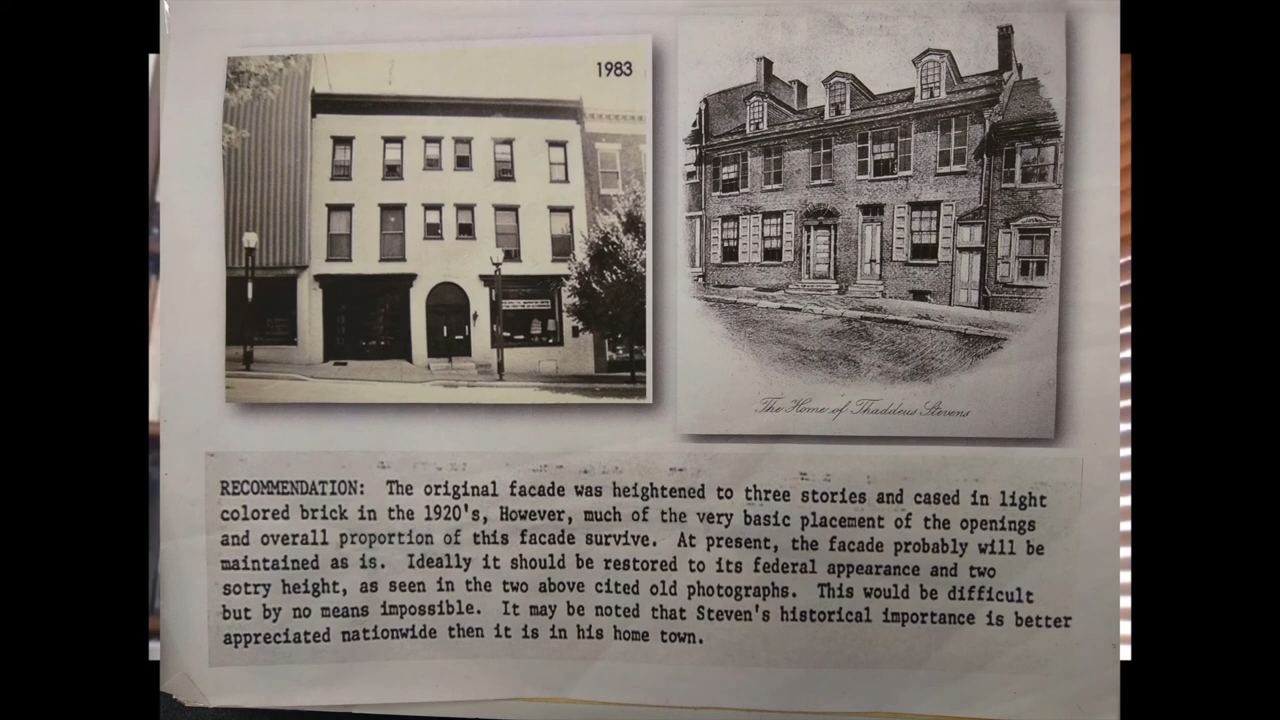 1983
The Home of Thaddeus Stevens
RECOMMENDATION: The original facade was heightened to three stories and cased in light
colored brick in the 1920's, However, much of the very basic placement of the openings
and overall proportion of this facade survive. At present, the facade probably will be
maintained as is. Ideally it should be restored to its federal appearance and two
sotry height, as seen in the two above cited old photographs. This would be difficult
but by no means impossible. It may be noted that Steven's historical importance is better
appreciated nationwide then it is in his home town.